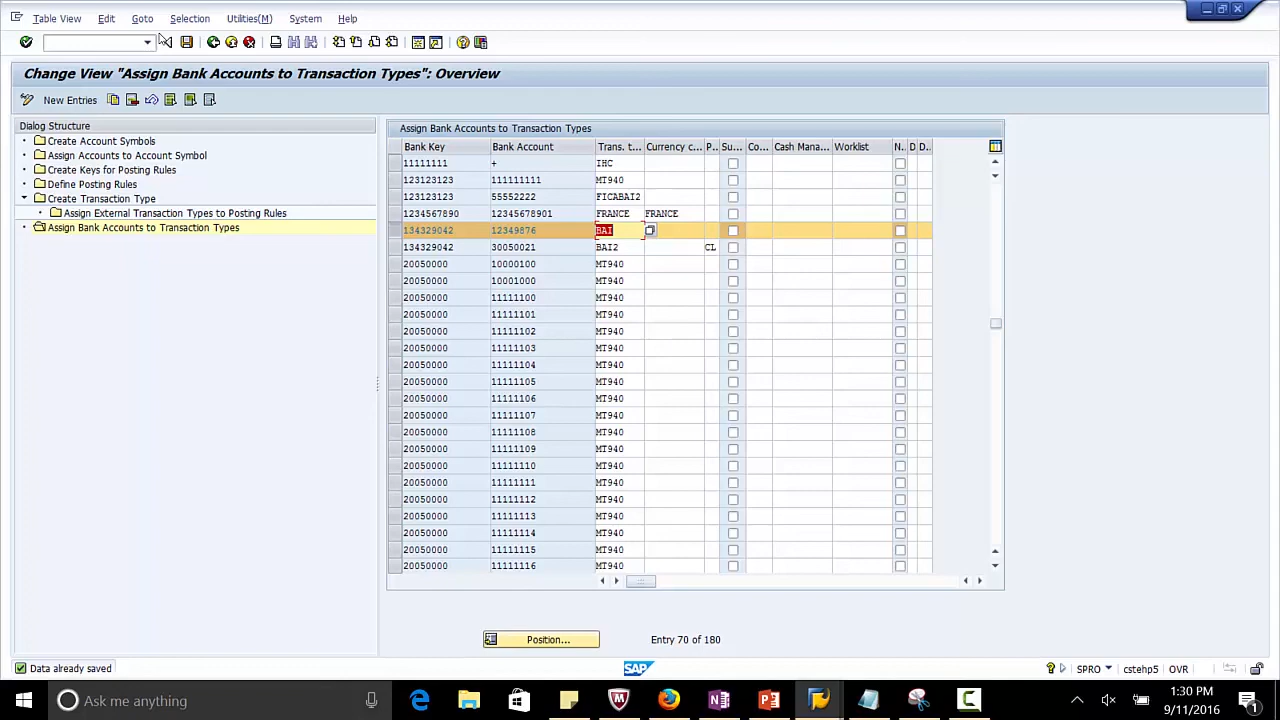 Table View Edit Goto Selection Utilities(M) System Help
Change View "Assign Bank Accounts to Transaction Types": Overview
New Entries
Dialog Structure
Create Account Symbols
Assign Accounts to Account Symbol
Create Keys for Posting Rules
Define Posting Rules
Create Transaction Type
Assign External Transaction Types to Posting Rules
Assign Bank Accounts to Transaction Types
Assign Bank Accounts to Transaction Types
Bank Key Bank Account Trans. t... Currency c... P.. Su... Co... Cash Mana... Worklist N.. D D..
11111111 + IHC
123123123 111111111 MT940
123123123 55552222 FICABAI2
1234567890 12345678901 FRANCE FRANCE
134329042 12349876 BAI
134329042 30050021 BAI2 CL
20050000 10000100 MT940
20050000 10001000 MT940
20050000 11111100 MT940
20050000 11111101 MT940
20050000 11111102 MT940
20050000 11111103 MT940
20050000 11111104 MT940
20050000 11111105 MT940
20050000 11111106 MT940
20050000 11111107 MT940
20050000 11111108 MT940
20050000 11111109 MT940
20050000 11111110 MT940
20050000 11111111 MT940
20050000 11111112 MT940
20050000 11111113 MT940
20050000 11111114 MT940
20050000 11111115 MT940
20050000 11111116 MT940
Position... Entry 70 of 180
Data already saved SAP SPRO cstehp5 OVR
Ask me anything 1:30 PM
9/11/2016